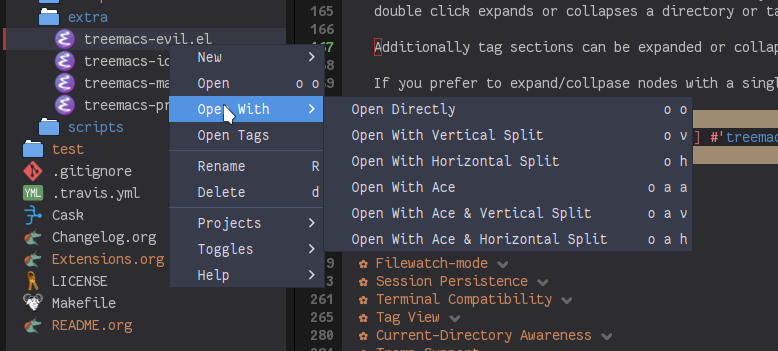 extra
treemacs-evil.el
treemacs-ic
treemacs-ma
treemacs-pr
scripts
test
.gitignore
YML .travis.yml
Cask
Changelog.org
Extensions.org
LICENSE
Makefile
README.org
New
Open o o
Open With
Open Tags
Rename R
Delete d
Projects
Toggles
Help
Open Directly o o
Open With Vertical Split o v
Open With Horizontal Split o h
Open With Ace o a a
Open With Ace & Vertical Split o a v
Open With Ace & Horizontal Split o a h
165 double click expands or collapses a directory or ta
166
167 Additionally tag sections can be expanded or collap
68
69 If you prefer to expand/collpase nodes with a singl
] #'treemac
9 Filewatch-mode
3 Session Persistence
261 Terminal Compatibility
265 Tag View
280 Current-Directory Awareness